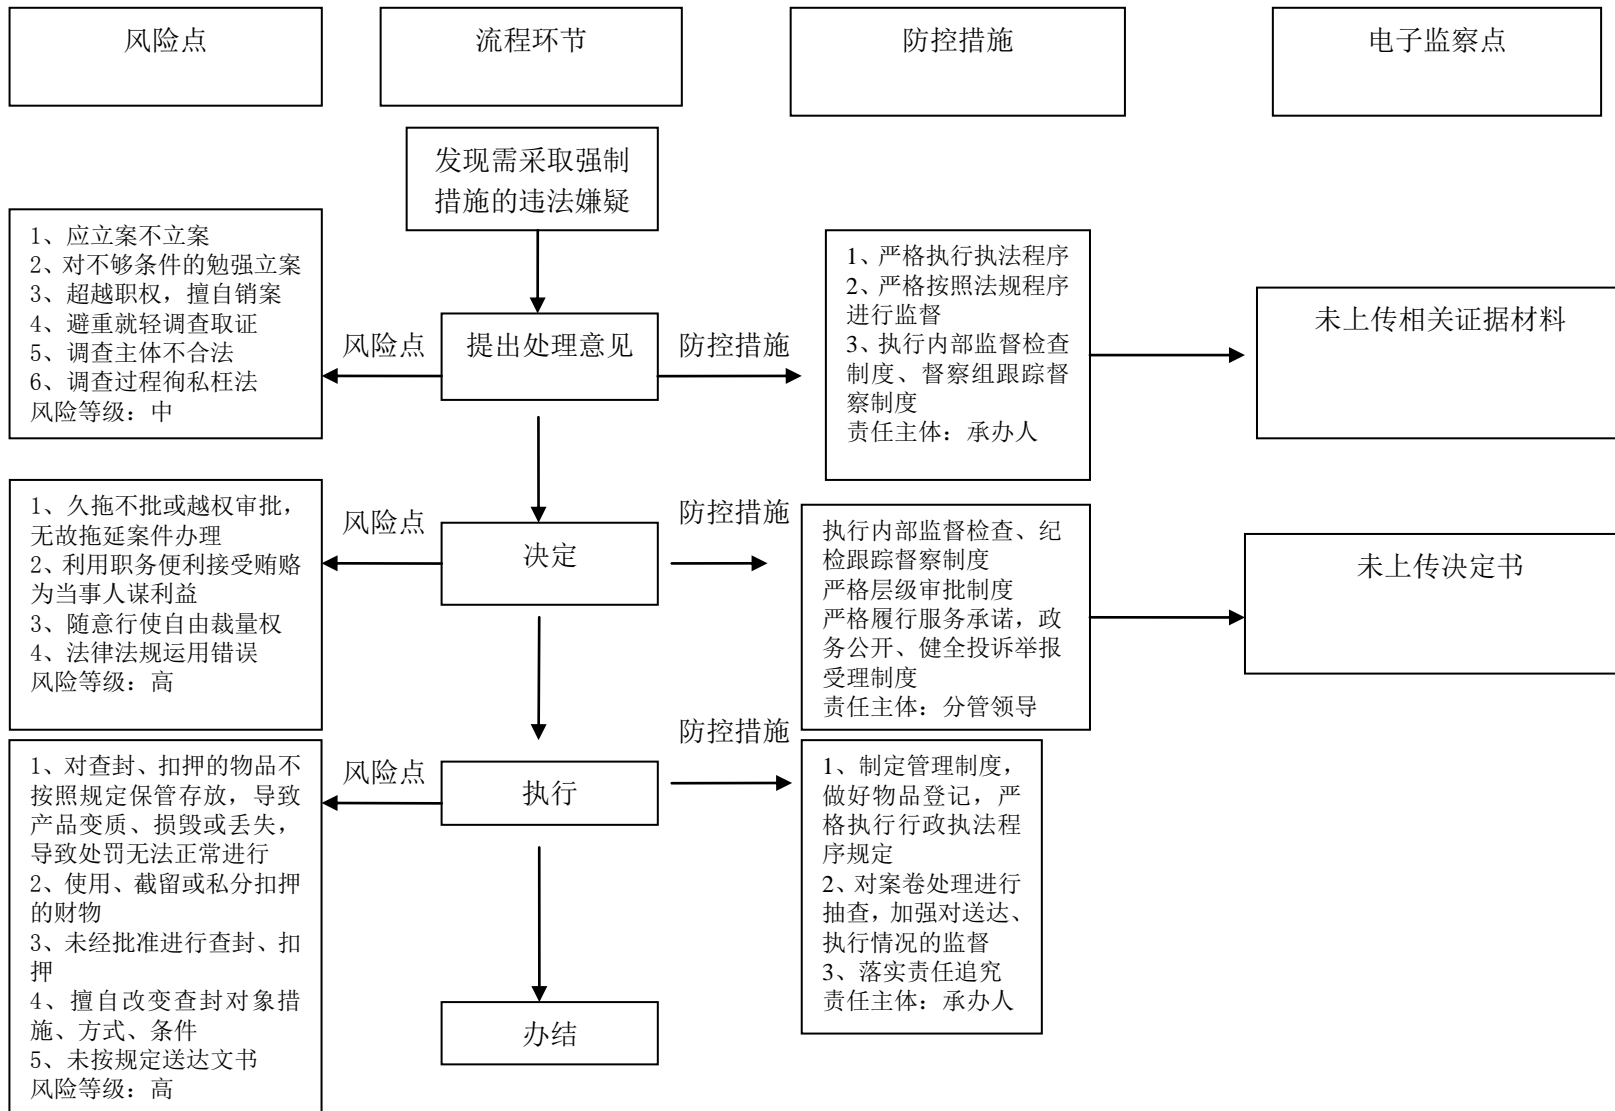 风险点
流程环节
防控措施
电子监察点
发现需采取强制
措施的违法嫌疑
1、应立案不立案
2、对不够条件的勉强立案
3、超越职权，擅自销案
4、避重就轻调查取证
5、调查主体不合法
6、调查过程徇私枉法
风险等级：中
风险点
提出处理意见
防控措施
1、严格执行执法程序
2、严格按照法规程序
进行监督
3、执行内部监督检查
制度、督察组跟踪督
察制度
责任主体：承办人
未上传相关证据材料
1、久拖不批或越权审批，
无故拖延案件办理
2、利用职务便利接受贿赂
为当事人谋利益
3、随意行使自由裁量权
4、法律法规运用错误
风险等级：高
风险点
决定
防控措施
执行内部监督检查、纪
检跟踪督察制度
严格层级审批制度
严格履行服务承诺，政
务公开、健全投诉举报
受理制度
责任主体：分管领导
未上传决定书
1、对查封、扣押的物品不
按照规定保管存放，导致
产品变质、损毁或丢失，
导致处罚无法正常进行
2、使用、截留或私分扣押
的财物
3、未经批准进行查封、扣
押
4、擅自改变查封对象措
施、方式、条件
5、未按规定送达文书
风险等级：高
风险点
执行
防控措施
1、制定管理制度，
做好物品登记，严
格执行行政执法程
序规定
2、对案卷处理进行
抽查，加强对送达、
执行情况的监督
3、落实责任追究
责任主体：承办人
办结